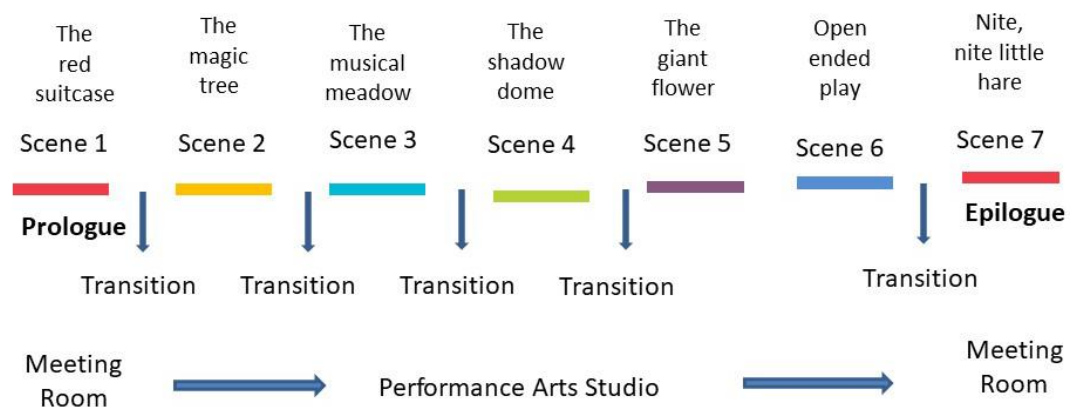 The
red
suitcase
The
magic
tree
The
musical
meadow
The
shadow
dome
The
giant
flower
Open
ended
play
Nite,
nite little
hare
Scene 1
Scene 2
Scene 3
Scene 4
Scene 5
Scene 6
Scene 7
Prologue
Epilogue
Transition
Transition
Transition
Transition
Transition
Meeting
Room
Performance Arts Studio
Meeting
Room